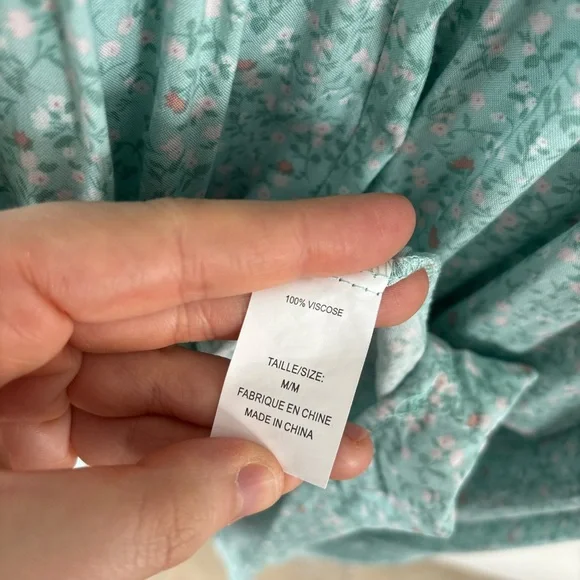 100% VISCOSE
TAILLE/SIZE:
M/M
FABRIQUE EN CHINE
MADE IN CHINA